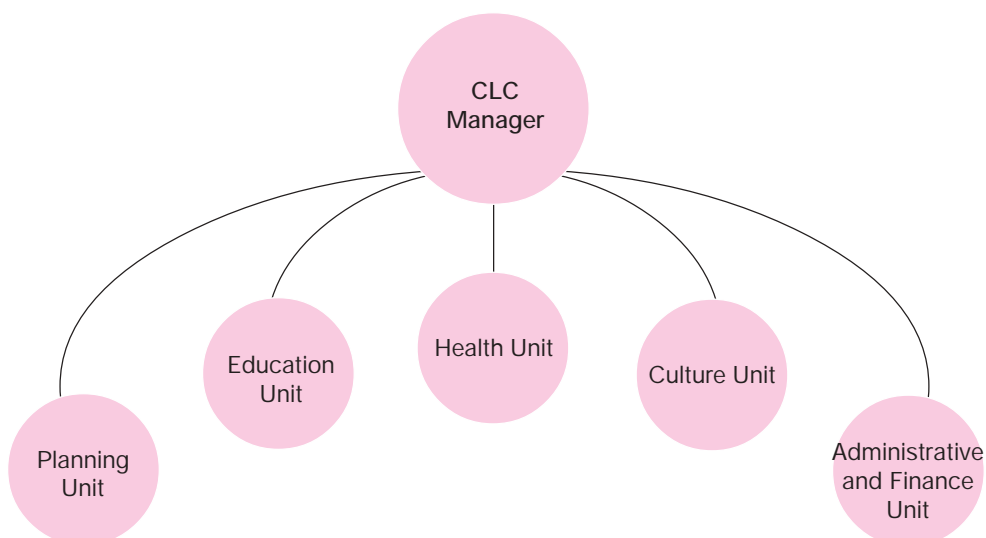 CLC
Manager
Education
Unit
Health Unit
Culture Unit
Planning
Unit
Administrative
and Finance
Unit